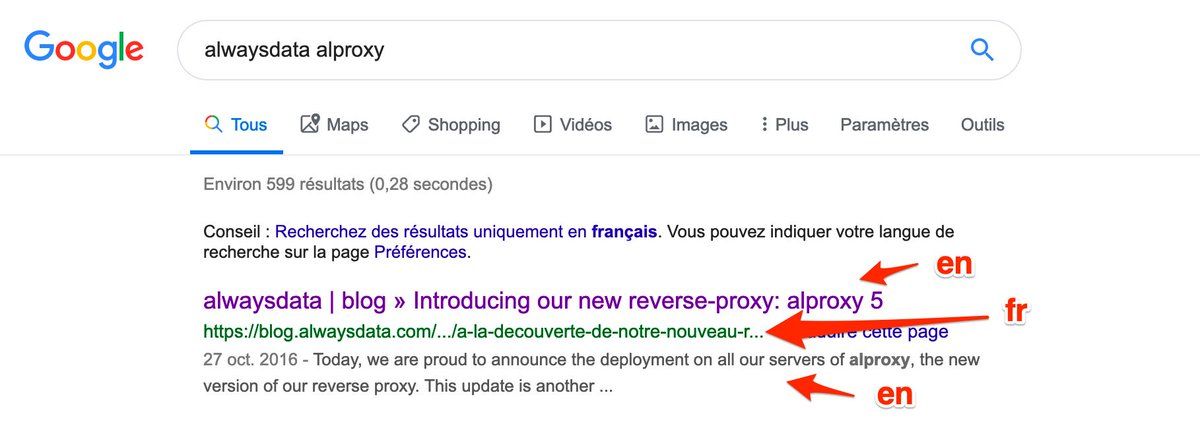 Google
alwaysdata alproxy
Tous Maps Shopping Vidéos Images Plus Paramètres Outils
Environ 599 résultats (0,28 secondes)
Conseil : Recherchez des résultats uniquement en français. Vous pouvez indiquer votre langue de
recherche sur la page Préférences.
en
alwaysdata | blog » Introducing our new reverse-proxy: alproxy 5
fr
https://blog.alwaysdata.com/.../a-la-decouverte-de-notre-nouveau-r... cette page
27 oct. 2016 - Today, we are proud to announce the deployment on all our servers of alproxy, the new
version of our reverse proxy. This update is another ...
en